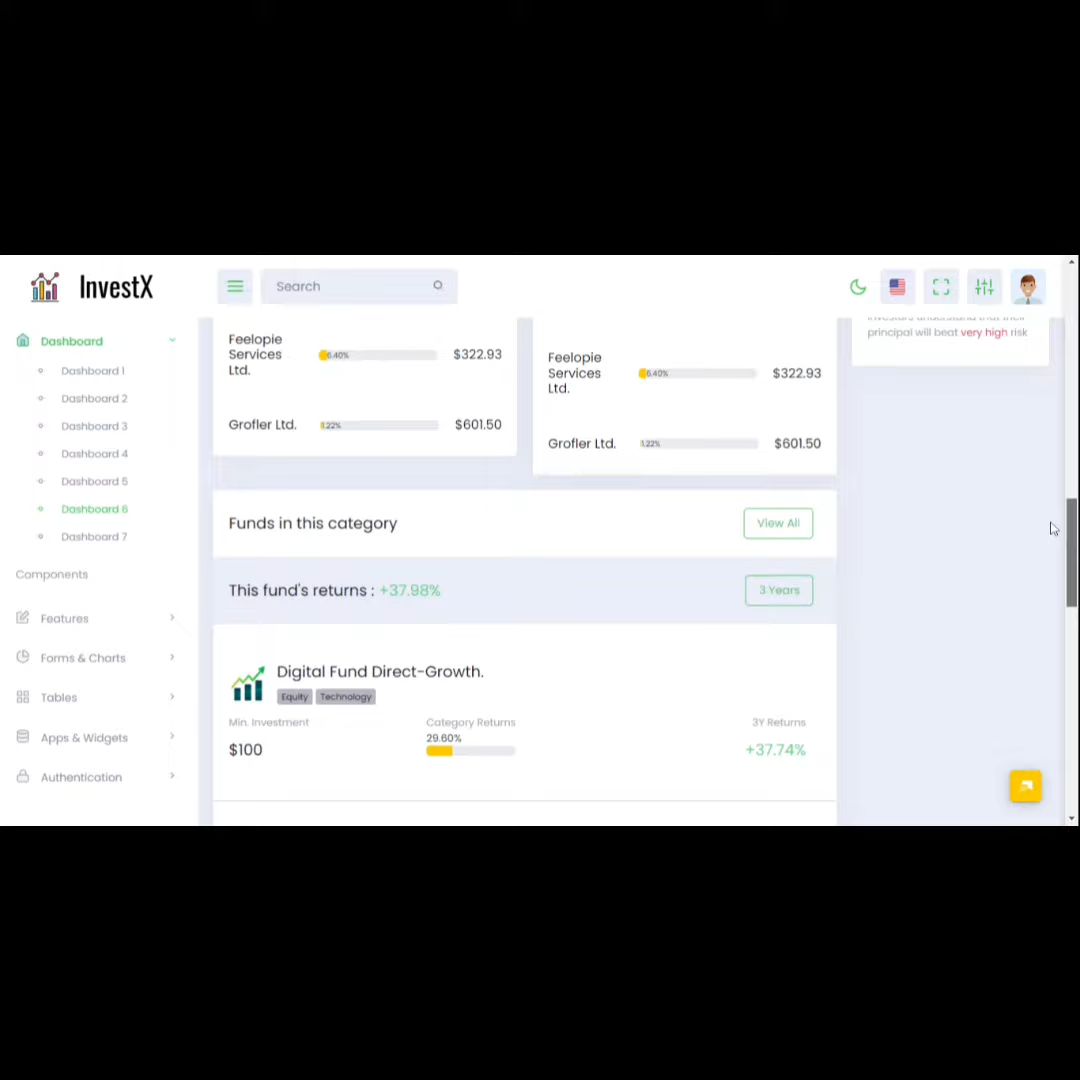 InvestX
Search
Dashboard
Dashboard 1
Dashboard 2
Dashboard 3
Dashboard 4
Dashboard 5
Dashboard 6
Dashboard 7
Components
Features
Forms & Charts
Tables
Apps & Widgets
Authentication
Feelopie
Services
Ltd.
6.40%
$322.93
Grofler Ltd.
1.22%
$601.50
Feelopie
Services
Ltd.
6.40%
$322.93
Grofler Ltd.
1.22%
$601.50
investors understand that their
principal will beat very high risk
Funds in this category
View All
This fund's returns : +37.98%
3 Years
Digital Fund Direct-Growth.
Equity
Technology
Min. Investment
$100
Category Returns
29.60%
3Y Returns
+37.74%